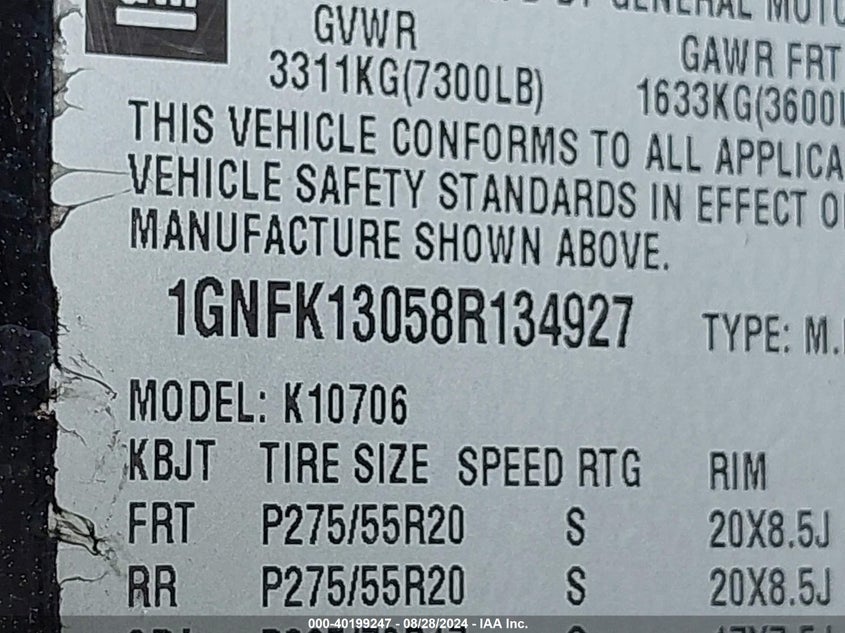 GENERAL
GVWR GAWR FRT
3311KG(7300LB) 1633KG(3600
THIS VEHICLE CONFORMS TO ALL APPLICA
VEHICLE SAFETY STANDARDS IN EFFECT
MANUFACTURE SHOWN ABOVE.
1GNFK13058R134927 TYPE: M.
MODEL: K10706
KBJT TIRE SIZE SPEED RTG RIM
FRT P275/55R20 S 20X8.5J
RR P275/55R20 S 20X8.5J
000-40199247 - 08/28/2024 - IAA Inc.